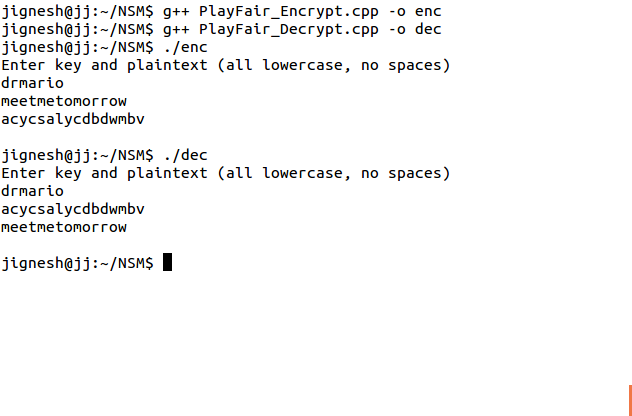 jignesh@jj:~/NSM$ g++ PlayFair_Encrypt.cpp -o enc
jignesh@jj:~/NSM$ g++ PlayFair_Decrypt.cpp -o dec
jignesh@jj:~/NSM$ ./enc
Enter key and plaintext (all lowercase, no spaces)
drmario
meetmetomorrow
acycsalycdbdwmbv
jignesh@jj:~/NSM$ ./dec
Enter key and plaintext (all lowercase, no spaces)
drmario
acycsalycdbdwmbv
meetmetomorrow
jignesh@jj:~/NSM$